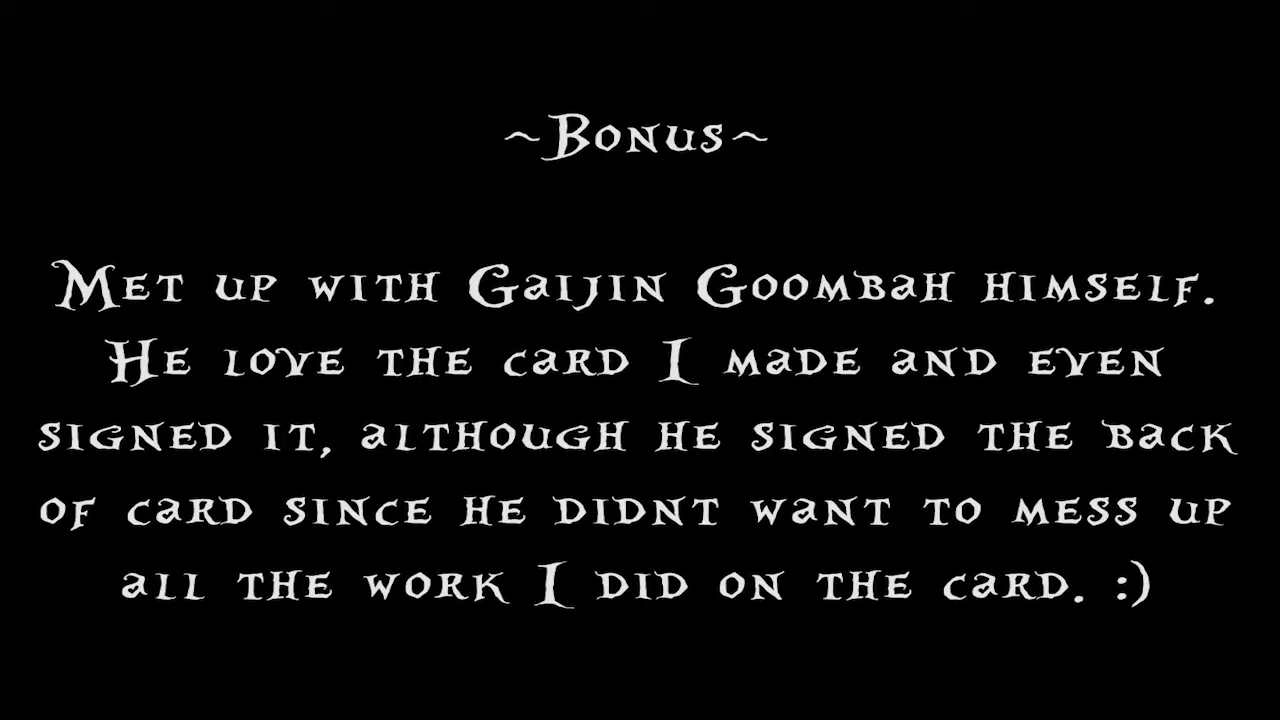 ~Bonus~
Met up with Gaijin Goombah himself.
He love the card I made and even
signed it, although he signed the back
of card since he didnt want to mess up
all the work I did on the card. :)